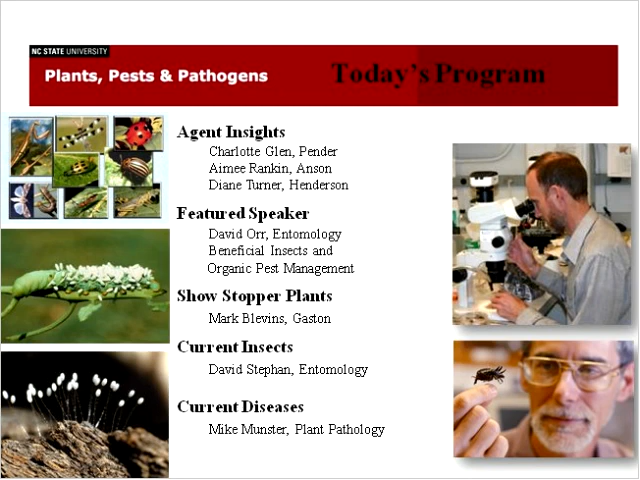 NC STATE UNIVERSITY
Plants, Pests & Pathogens
Today's Program
Agent Insights
Charlotte Glen, Pender
Aimee Rankin, Anson
Diane Turner, Henderson
Featured Speaker
David Orr, Entomology
Beneficial Insects and
Organic Pest Management
Show Stopper Plants
Mark Blevins, Gaston
Current Insects
David Stephan, Entomology
Current Diseases
Mike Munster, Plant Pathology